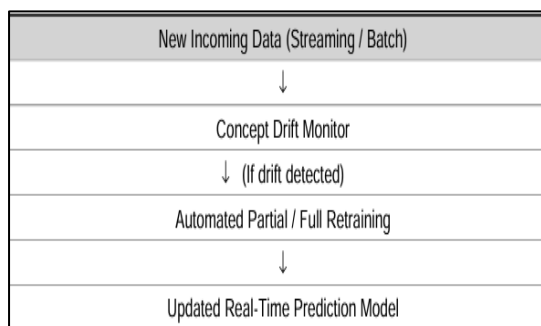 New Incoming Data (Streaming / Batch)
↓
Concept Drift Monitor
↓ (If drift detected)
Automated Partial / Full Retraining
↓
Updated Real-Time Prediction Model